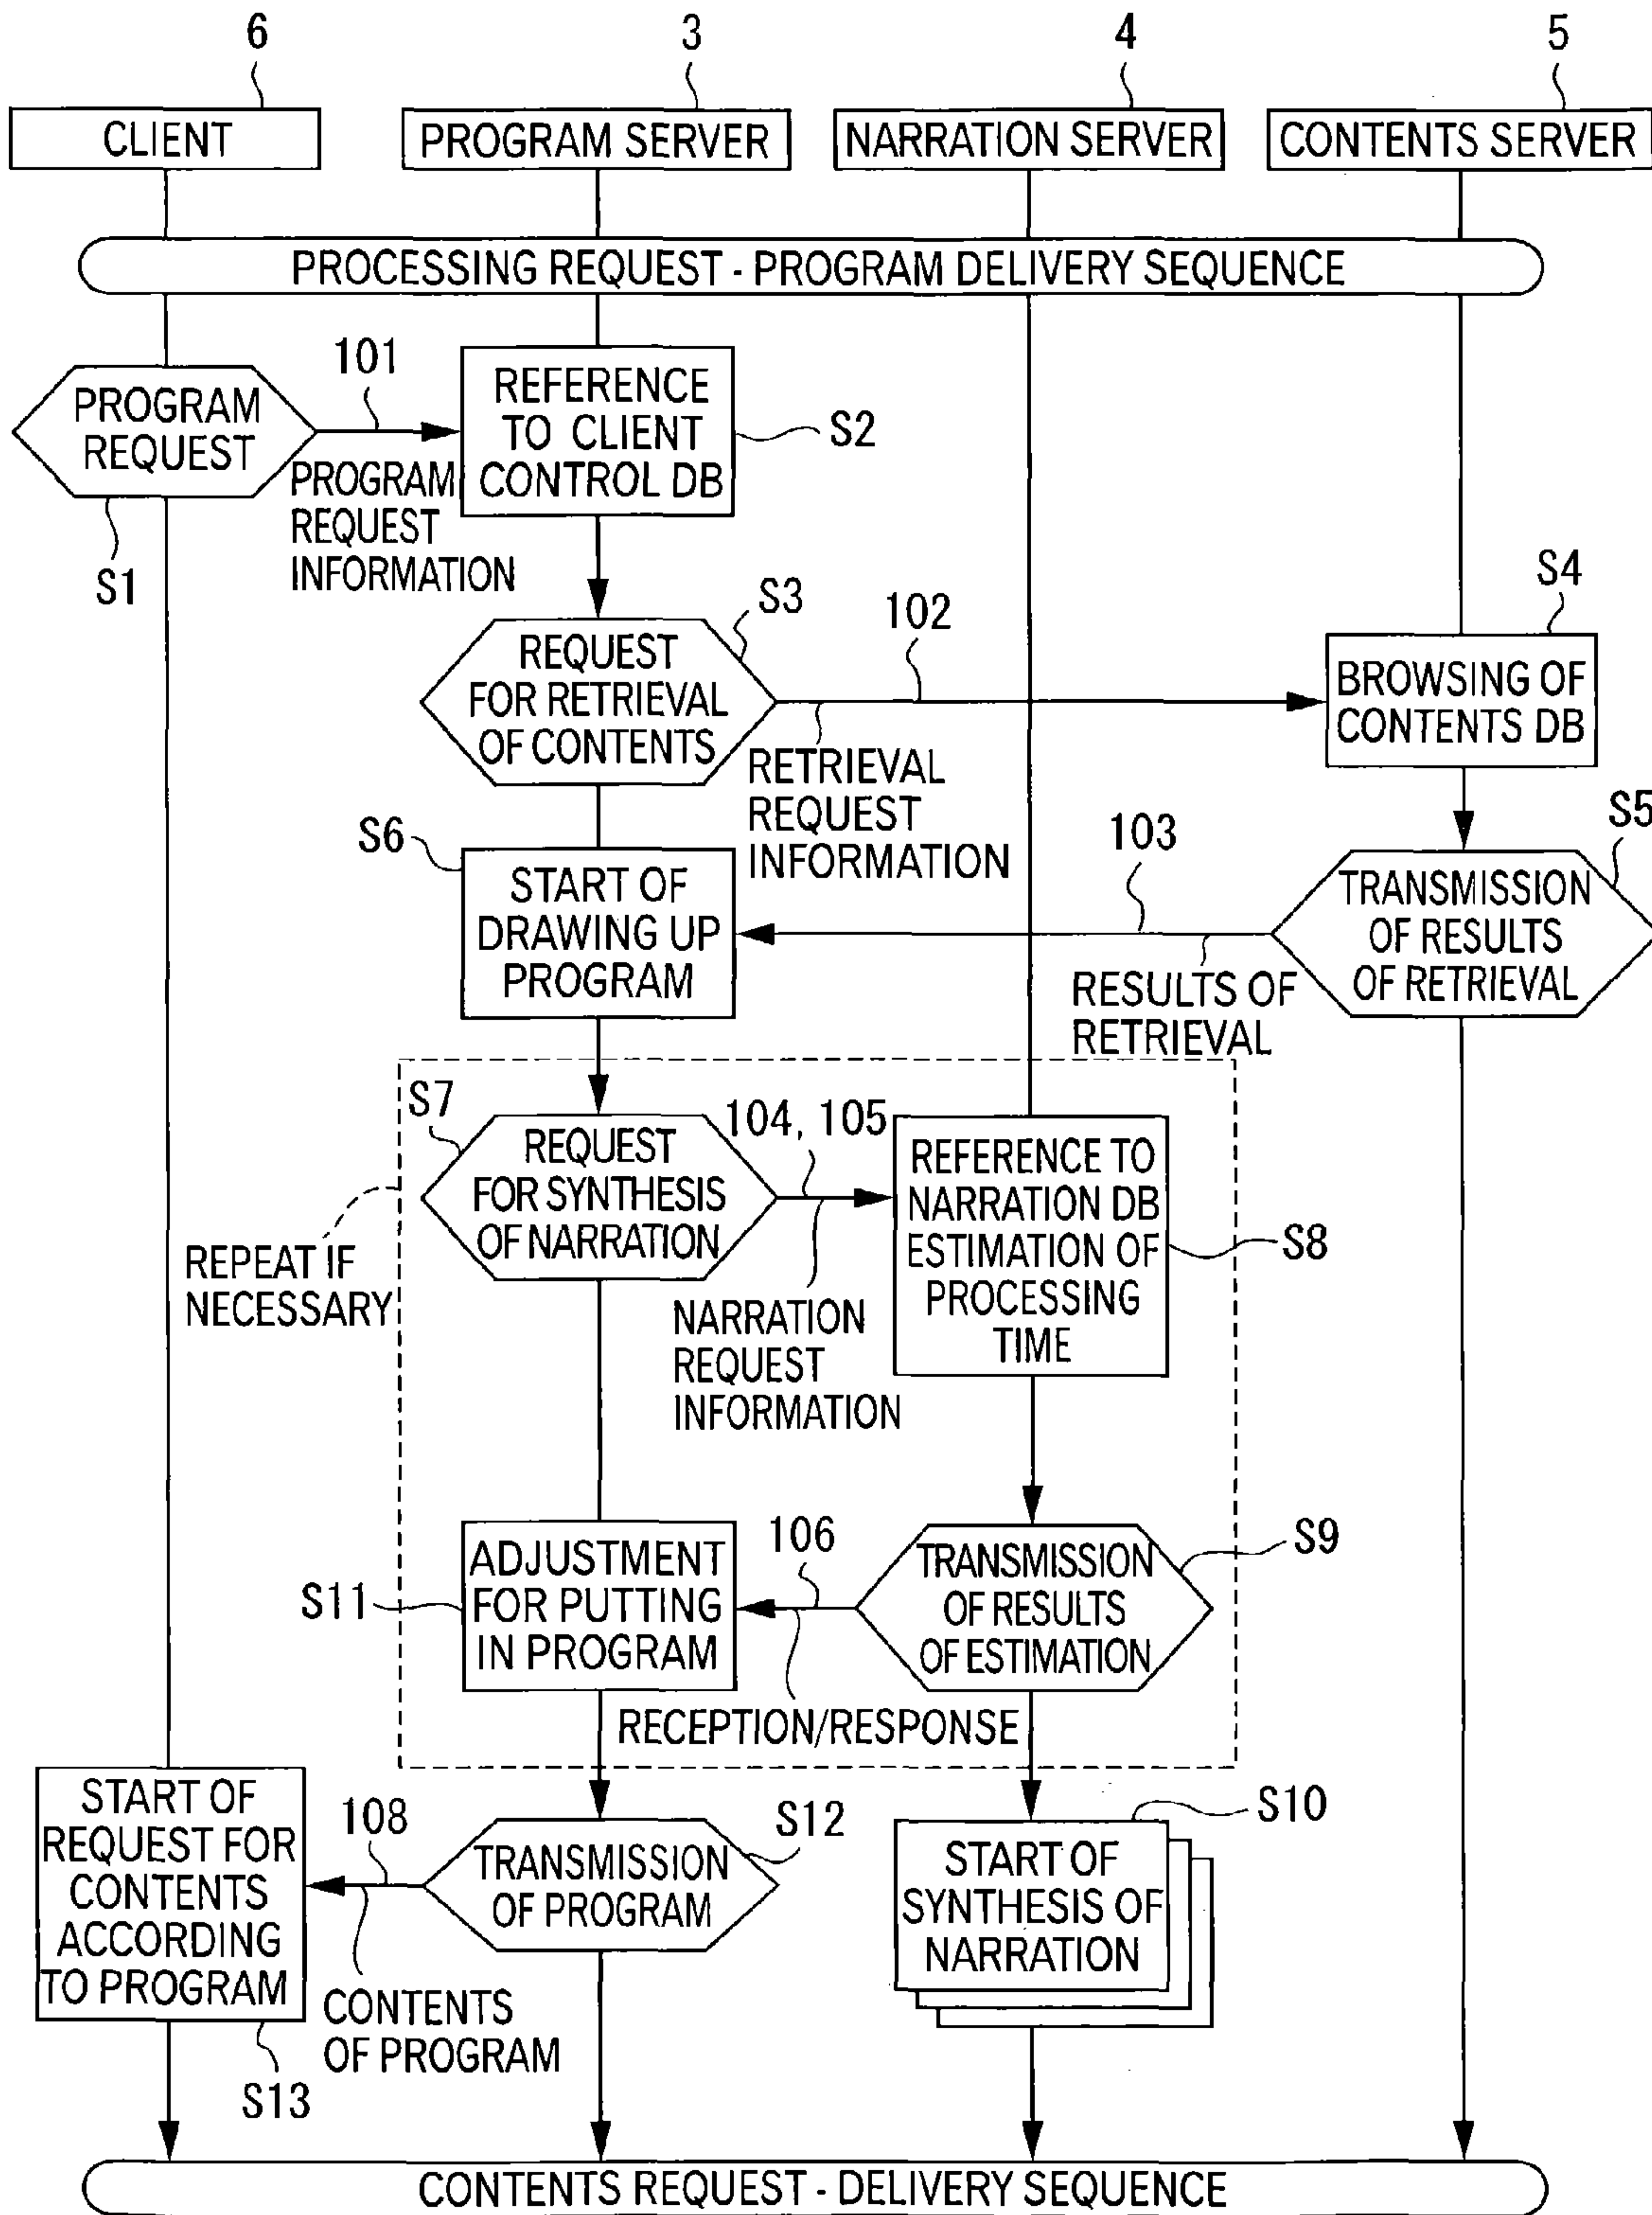 6
3
4
5
CLIENT
PROGRAM SERVER
NARRATION SERVER
CONTENTS SERVER
PROCESSING REQUEST - PROGRAM DELIVERY SEQUENCE
PROGRAM
REQUEST
S1
101
PROGRAM
REQUEST
INFORMATION
REFERENCE
TO CLIENT
CONTROL DB
S2
REQUEST
FOR RETRIEVAL
OF CONTENTS
S3
102
RETRIEVAL
REQUEST
INFORMATION
S4
BROWSING OF
CONTENTS DB
S5
TRANSMISSION
OF RESULTS
OF RETRIEVAL
103
RESULTS OF
RETRIEVAL
S6
START OF
DRAWING UP
PROGRAM
S7
REQUEST
FOR SYNTHESIS
OF NARRATION
REPEAT IF
NECESSARY
104, 105
NARRATION
REQUEST
INFORMATION
REFERENCE TO
NARRATION DB
ESTIMATION OF
PROCESSING
TIME
S8
TRANSMISSION
OF RESULTS
OF ESTIMATION
S9
106
RECEPTION/RESPONSE
ADJUSTMENT
FOR PUTTING
IN PROGRAM
S11
START OF
SYNTHESIS OF
NARRATION
S10
TRANSMISSION
OF PROGRAM
S12
108
CONTENTS
OF PROGRAM
START OF
REQUEST FOR
CONTENTS
ACCORDING
TO PROGRAM
S13
CONTENTS REQUEST - DELIVERY SEQUENCE